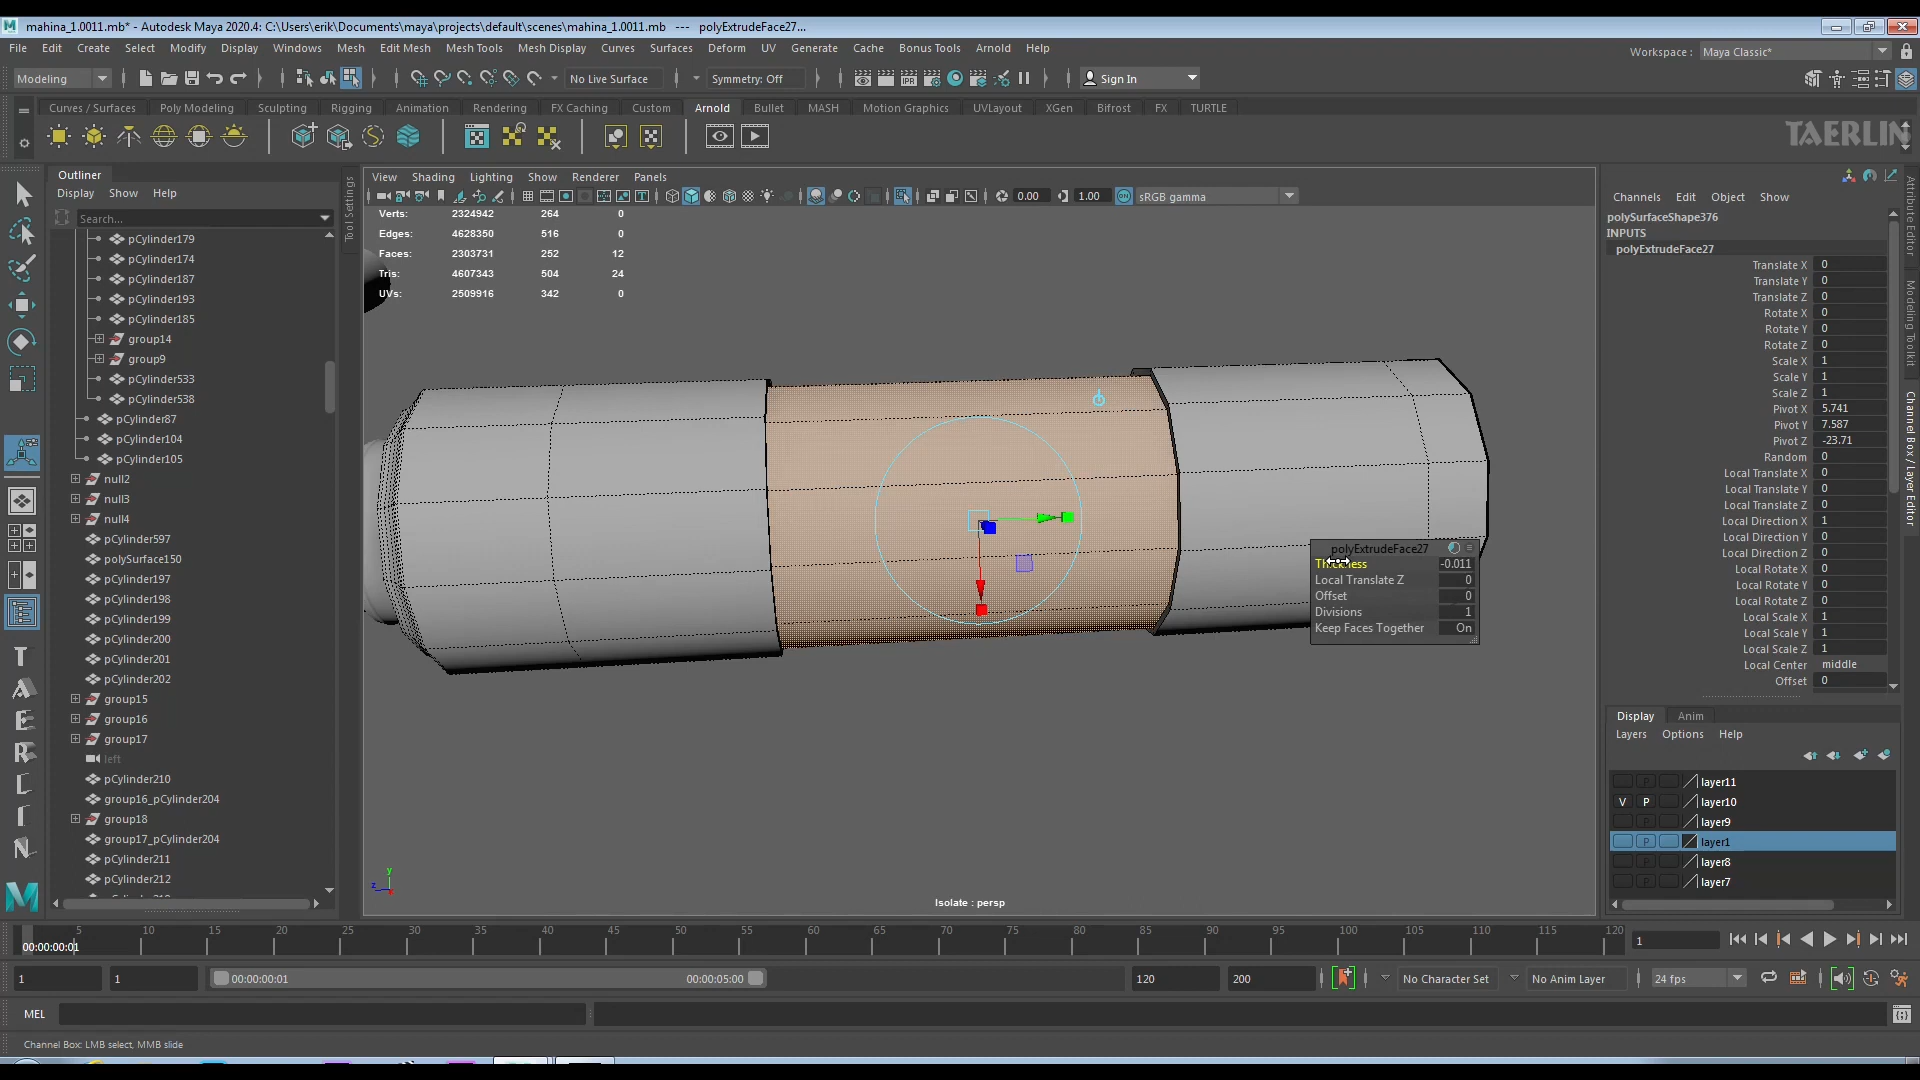 mahina_1.0011.mb* - Autodesk Maya 2020.4: C:\Users\erik\Documents\maya\projects\default\scenes\mahina_1.0011.mb --- polyExtrudeFace27...
File Edit Create Select Modify Display Windows Mesh Edit Mesh Mesh Tools Mesh Display Curves Surfaces Deform UV Generate Cache Bonus Tools Arnold Help
Workspace : Maya Classic*
Modeling No Live Surface Symmetry: Off Sign In
Curves / Surfaces Poly Modeling Sculpting Rigging Animation Rendering FX Caching Custom Arnold Bullet MASH Motion Graphics UVLayout XGen Bifrost FX TURTLE
TAERLIN
Outliner
Display Show Help
Search...
pCylinder179
pCylinder174
pCylinder187
pCylinder193
pCylinder185
group14
group9
pCylinder533
pCylinder538
pCylinder87
pCylinder104
pCylinder105
null2
null3
null4
pCylinder597
polySurface150
pCylinder197
pCylinder198
pCylinder199
pCylinder200
pCylinder201
pCylinder202
group15
group16
group17
left
pCylinder210
group16_pCylinder204
group18
group17_pCylinder204
pCylinder211
pCylinder212
Tool Settings
View Shading Lighting Show Renderer Panels
0.00 1.00 sRGB gamma
Verts: 2324942 264 0
Edges: 4628350 516 0
Faces: 2303731 252 12
Tris: 4607343 504 24
UVs: 2509916 342 0
polyExtrudeFace27
Thickness -0.011
Local Translate Z 0
Offset 0
Divisions 1
Keep Faces Together On
y
z
Isolate : persp
Channels Edit Object Show
polySurfaceShape376
INPUTS
polyExtrudeFace27
Translate X 0
Translate Y 0
Translate Z 0
Rotate X 0
Rotate Y 0
Rotate Z 0
Scale X 1
Scale Y 1
Scale Z 1
Pivot X 5.741
Pivot Y 7.587
Pivot Z -23.71
Random 0
Local Translate X 0
Local Translate Y 0
Local Translate Z 0
Local Direction X 1
Local Direction Y 0
Local Direction Z 0
Local Rotate X 0
Local Rotate Y 0
Local Rotate Z 0
Local Scale X 1
Local Scale Y 1
Local Scale Z 1
Local Center middle
Offset 0
Attribute Editor
Modeling Toolkit
Channel Box / Layer Editor
Display Anim
Layers Options Help
P layer11
V P layer10
P layer9
P layer1
P layer8
P layer7
5 10 15 20 25 30 35 40 45 50 55 60 65 70 75 80 85 90 95 100 105 110 115 120
00:00:00:01
1
1 1 00:00:00:01 00:00:05:00 120 200 No Character Set No Anim Layer 24 fps
MEL
Channel Box: LMB select, MMB slide